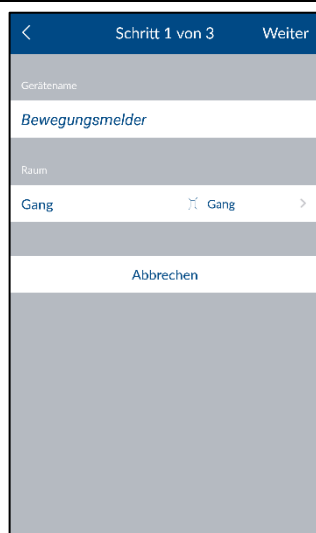 Schritt 1 von 3 Weiter
Gerätename
Bewegungsmelder
Raum
Gang Gang
Abbrechen